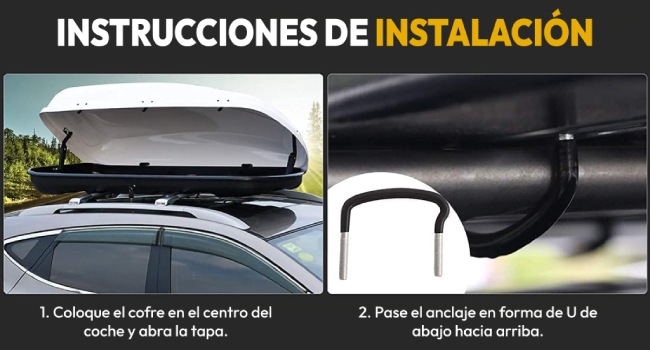 INSTRUCCIONES DE INSTALACIÓN
1. Coloque el cofre en el centro del
coche y abra la tapa.
2. Pase el anclaje en forma de U de
abajo hacia arriba.